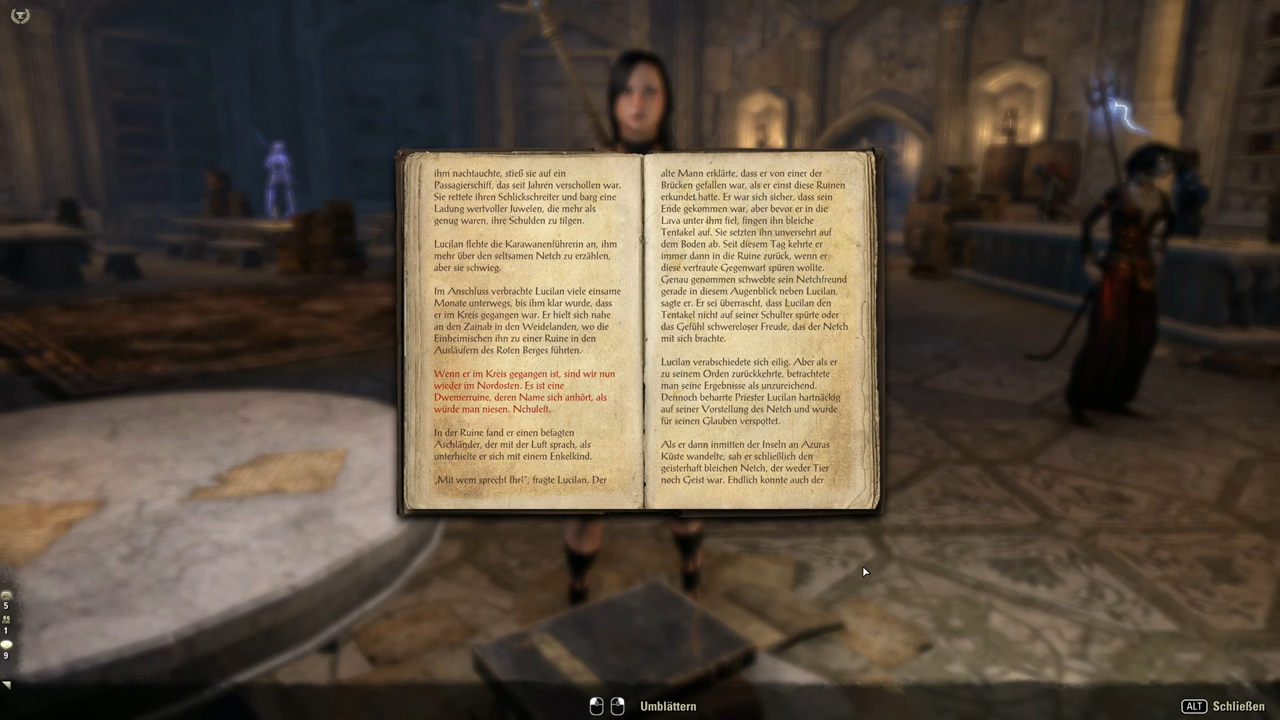 ihm nachtauchte, stieß sie auf ein
Passagierschiff, das seit Jahren verschollen war.
Sie rettete ihren Schlickschreiter und barg eine
Ladung wertvoller Juwelen, die mehr als
genug waren, ihre Schulden zu tilgen.
Lucilan flehte die Karawanenführerin an, ihm
mehr über den seltsamen Netch zu erzählen,
aber sie schwieg.
Im Anschluss verbrachte Lucilan viele einsame
Monate unterwegs, bis ihm klar wurde, dass
er im Kreis gegangen war. Er hielt sich nahe
an den Zainab in den Weidelanden, wo die
Einheimischen ihn zu einer Ruine in den
Ausläufern des Roten Berges führten.
Wenn er im Kreis gegangen ist, sind wir nun
wieder im Nordosten. Es ist eine
Dwemerruine, deren Name sich anhört, als
würde man niesen. Nchuleft.
In der Ruine fand er einen betagten
Aschländer, der mit der Luft sprach, als
unterhielte er sich mit einem Enkelkind.
„Mit wem sprecht Ihr?", fragte Lucilan. Der
alte Mann erklärte, dass er von einer der
Brücken gefallen war, als er einst diese Ruinen
erkundet hatte. Er war sich sicher, dass sein
Ende gekommen war, aber bevor er in die
Lava unter ihm fiel, fingen ihn bleiche
Tentakel auf. Sie setzten ihn unversehrt auf
dem Boden ab. Seit diesem Tag kehrte er
immer dann in die Ruine zurück, wenn er
diese vertraute Gegenwart spüren wollte.
Genau genommen schwebte sein Netchfreund
gerade in diesem Augenblick neben Lucilan,
sagte er. Er sei überrascht, dass Lucilan den
Tentakel nicht auf seiner Schulter spürte oder
das Gefühl schwereloser Freude, das der Netch
mit sich brachte.
Lucilan verabschiedete sich eilig. Aber als er
zu seinem Orden zurückkehrte, betrachtete
man seine Ergebnisse als unzureichend.
Dennoch beharrte Priester Lucilan hartnäckig
auf seiner Vorstellung des Netch und wurde
für seinen Glauben verspottet.
Als er dann inmitten der Inseln an Azuras
Küste wandelte, sah er schließlich den
geisterhaft bleichen Netch, der weder Tier
noch Geist war. Endlich konnte auch der
5
1
9
Umblättern
ALT Schließen